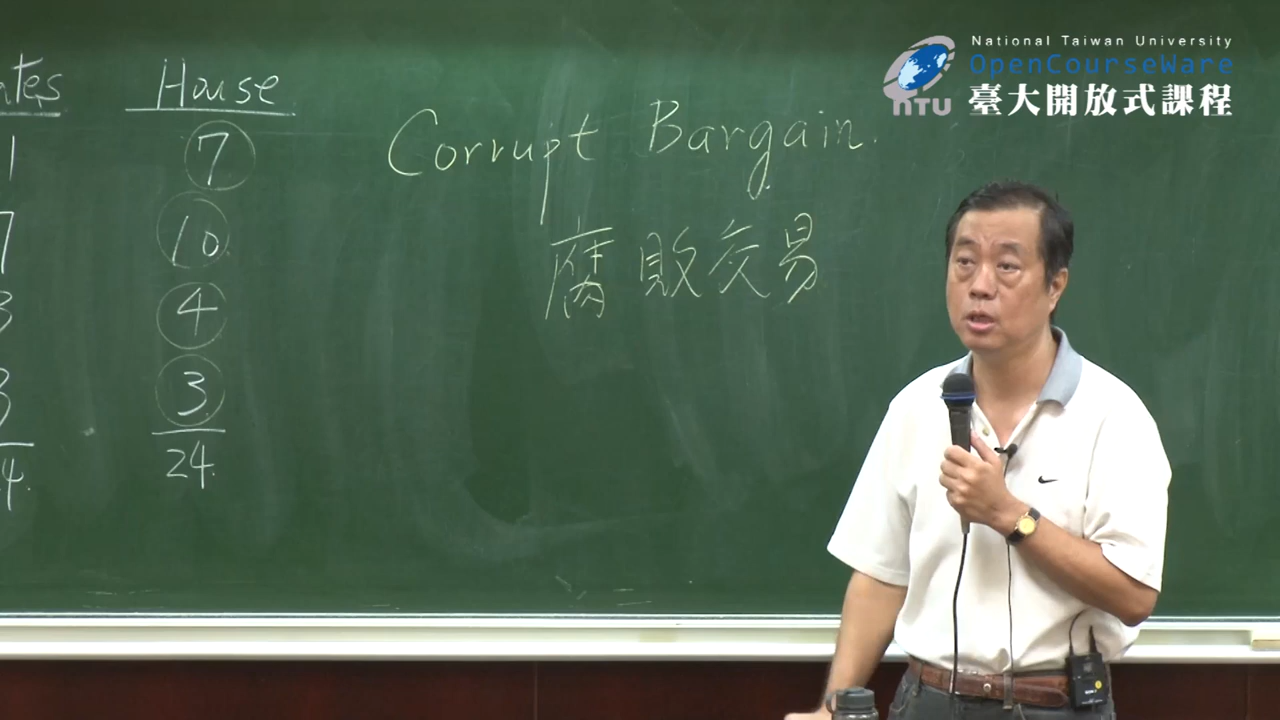 National Taiwan University
OpenCourseWare
NTU 臺大開放式課程
House
7
10
4
3
24.
Corrupt Bargain.
腐敗交易
1
7
3
3
4.